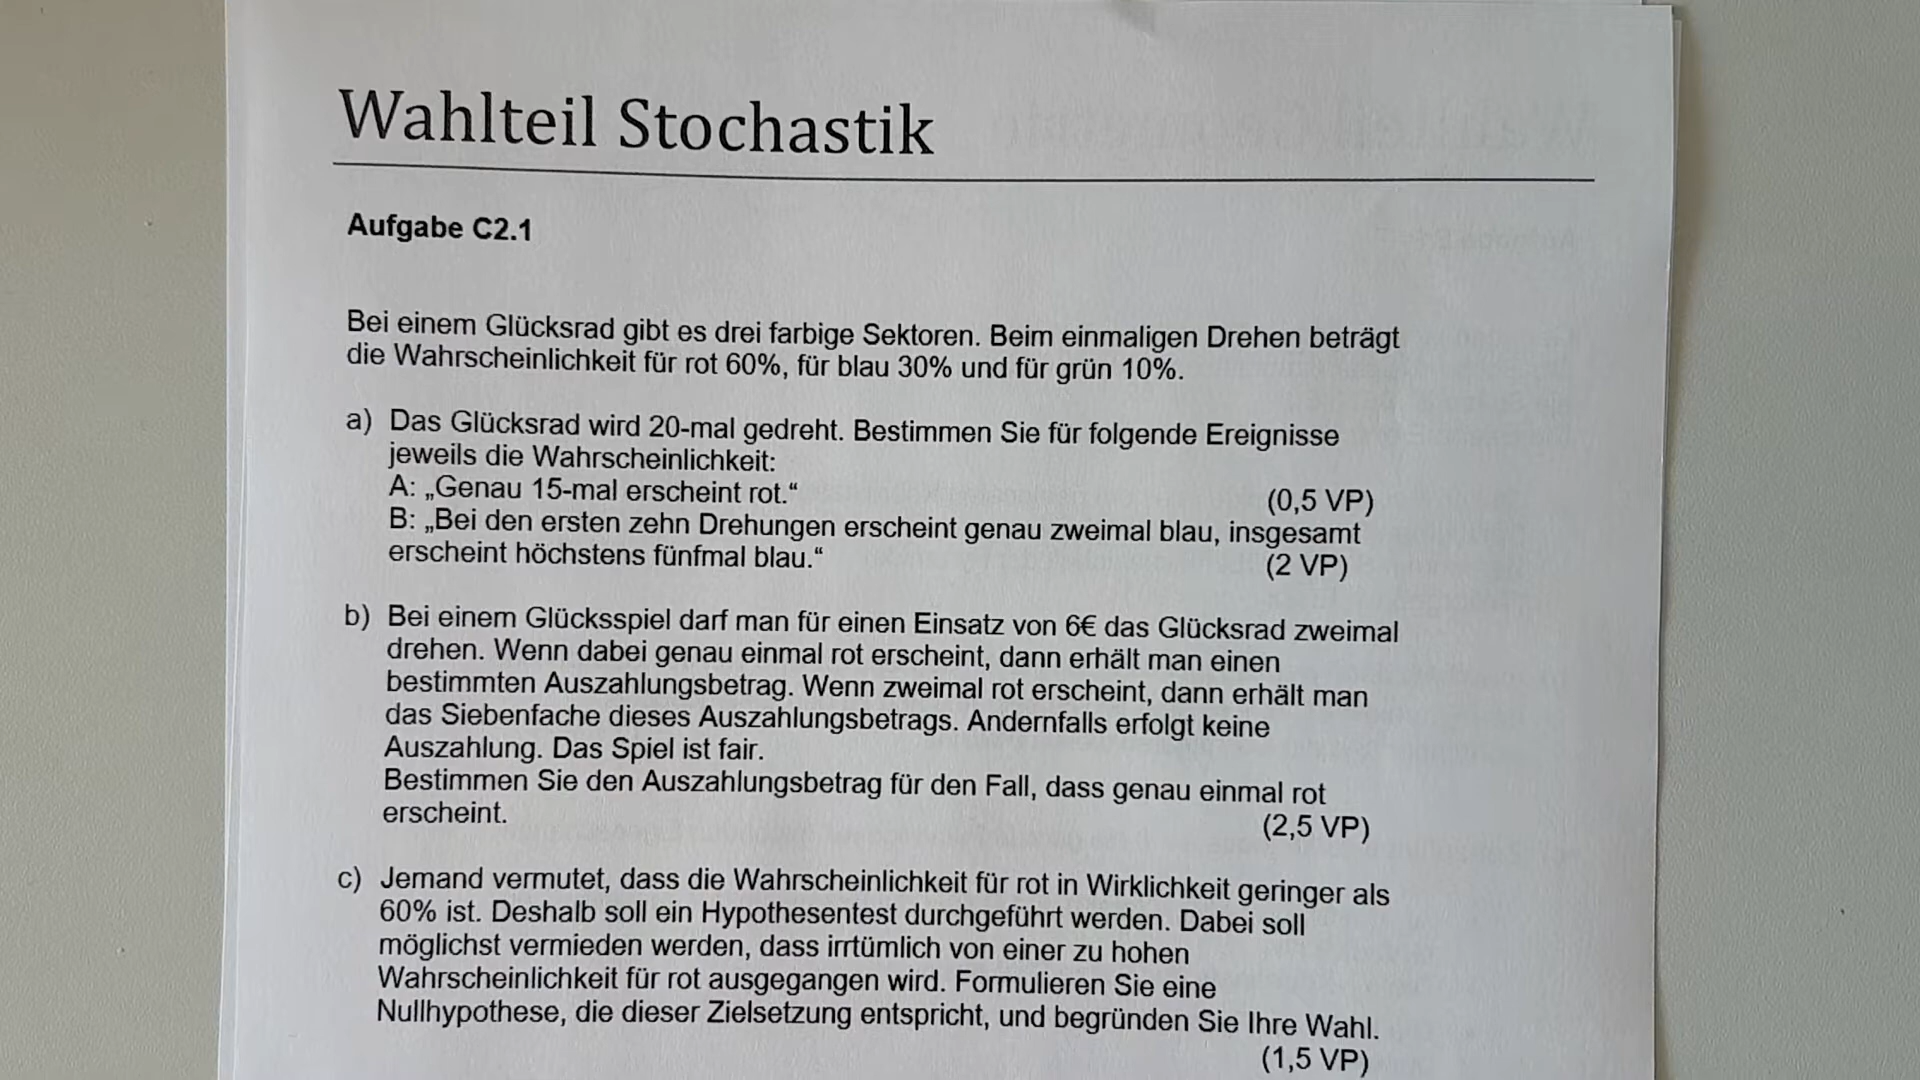 Wahlteil Stochastik
Aufgabe C2.1
Bei einem Glücksrad gibt es drei farbige Sektoren. Beim einmaligen Drehen beträgt
die Wahrscheinlichkeit für rot 60%, für blau 30% und für grün 10%.
a) Das Glücksrad wird 20-mal gedreht. Bestimmen Sie für folgende Ereignisse
jeweils die Wahrscheinlichkeit:
A: „Genau 15-mal erscheint rot.“ (0,5 VP)
B: „Bei den ersten zehn Drehungen erscheint genau zweimal blau, insgesamt
erscheint höchstens fünfmal blau.“ (2 VP)
b) Bei einem Glücksspiel darf man für einen Einsatz von 6€ das Glücksrad zweimal
drehen. Wenn dabei genau einmal rot erscheint, dann erhält man einen
bestimmten Auszahlungsbetrag. Wenn zweimal rot erscheint, dann erhält man
das Siebenfache dieses Auszahlungsbetrags. Andernfalls erfolgt keine
Auszahlung. Das Spiel ist fair.
Bestimmen Sie den Auszahlungsbetrag für den Fall, dass genau einmal rot
erscheint. (2,5 VP)
c) Jemand vermutet, dass die Wahrscheinlichkeit für rot in Wirklichkeit geringer als
60% ist. Deshalb soll ein Hypothesentest durchgeführt werden. Dabei soll
möglichst vermieden werden, dass irrtümlich von einer zu hohen
Wahrscheinlichkeit für rot ausgegangen wird. Formulieren Sie eine
Nullhypothese, die dieser Zielsetzung entspricht, und begründen Sie Ihre Wahl.
(1,5 VP)